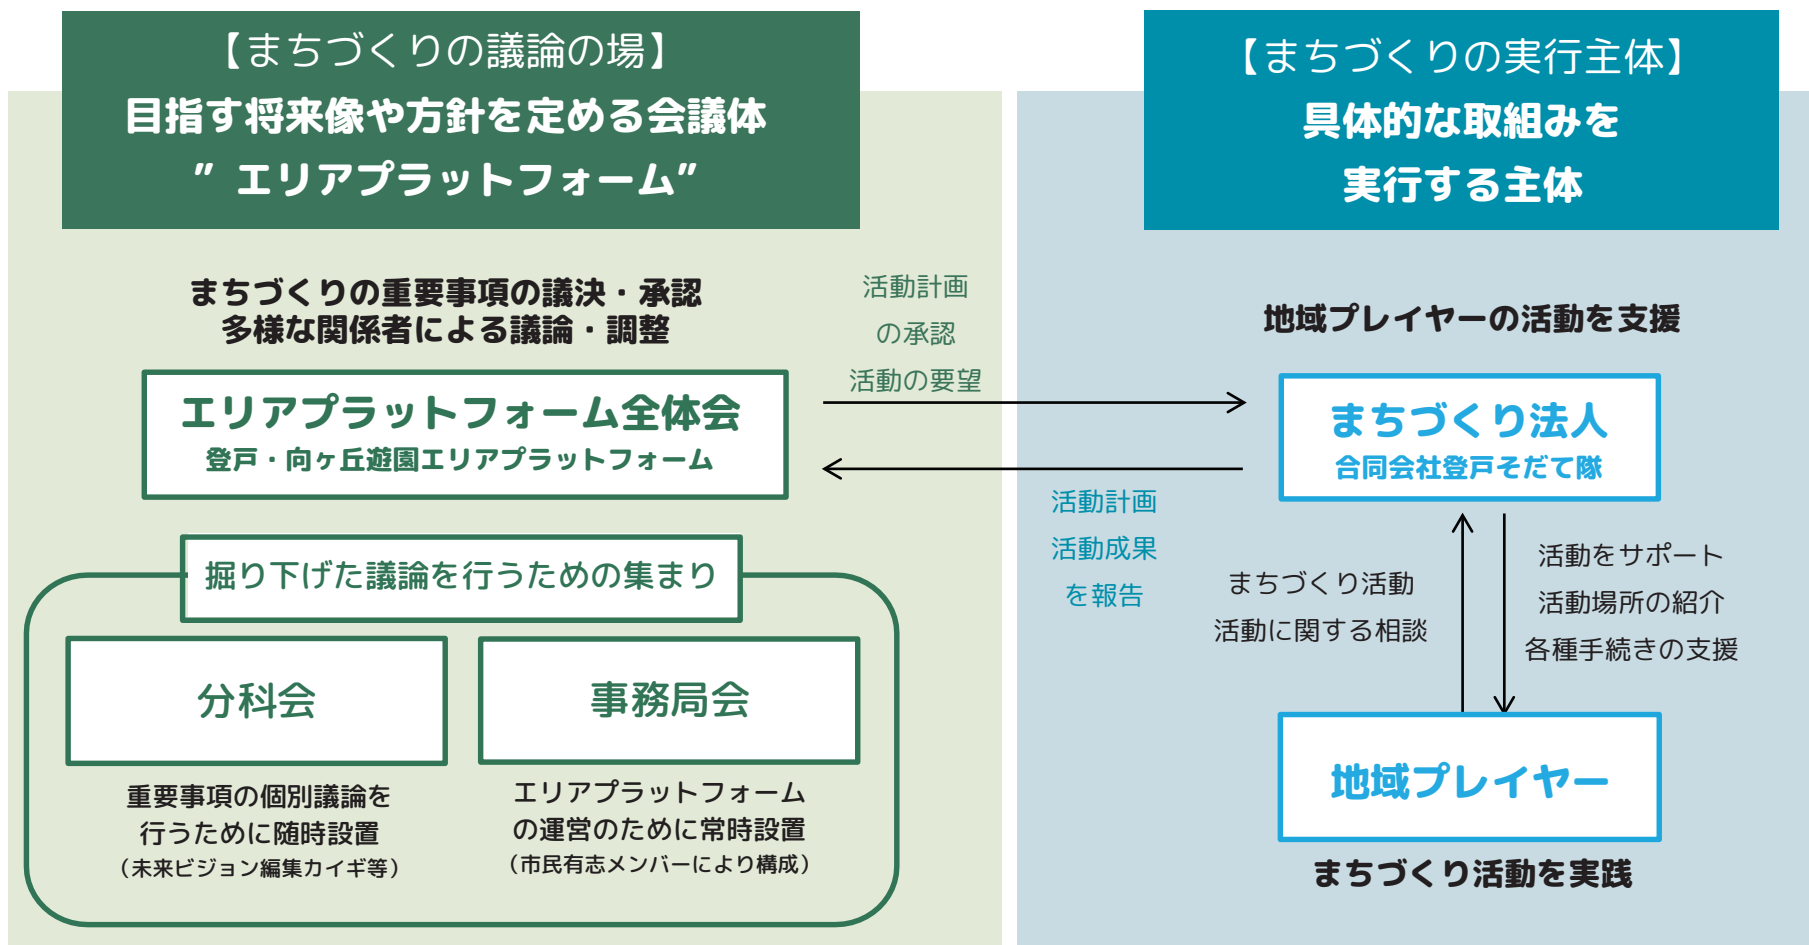 【まちづくりの議論の場】
目指す将来像や方針を定める会議体
”エリアプラットフォーム”
まちづくりの重要事項の議決・承認
多様な関係者による議論・調整
エリアプラットフォーム全体会
登戸・向ヶ丘遊園エリアプラットフォーム
掘り下げた議論を行うための集まり
分科会
重要事項の個別議論を
行うために随時設置
（未来ビジョン編集カイギ等）
事務局会
エリアプラットフォーム
の運営のために常時設置
（市民有志メンバーにより構成）
活動計画
の承認
活動の要望
活動計画
活動成果
を報告
【まちづくりの実行主体】
具体的な取組みを
実行する主体
地域プレイヤーの活動を支援
まちづくり法人
合同会社登戸そだて隊
まちづくり活動
活動に関する相談
活動をサポート
活動場所の紹介
各種手続きの支援
地域プレイヤー
まちづくり活動を実践